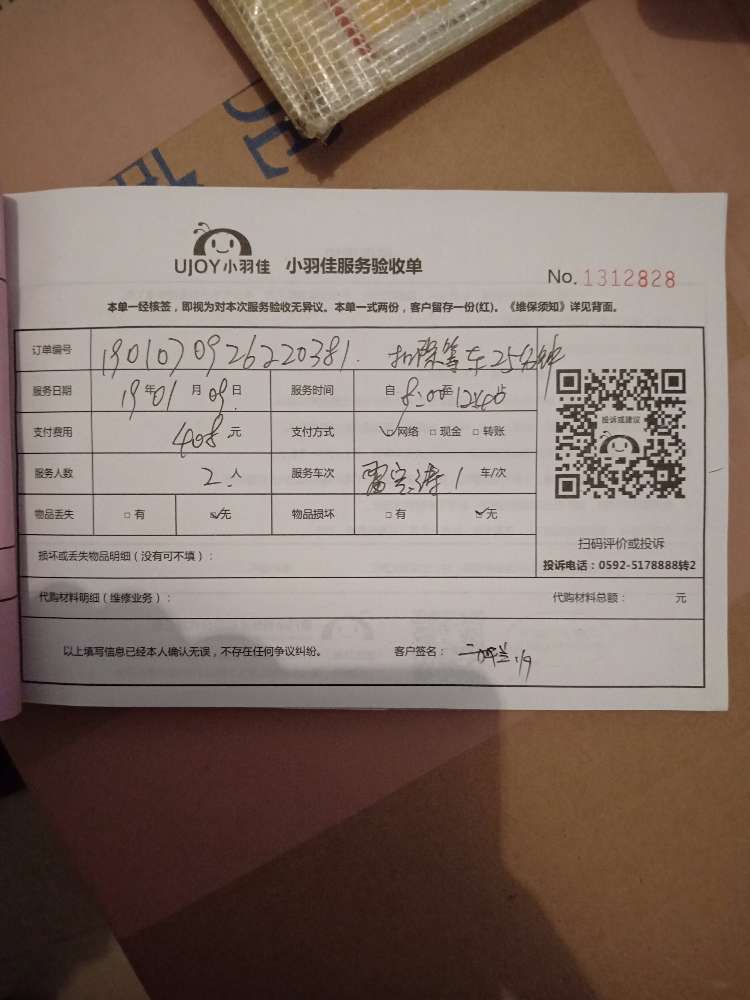 UJOY小羽佳 小羽佳服务验收单
No. 1312828
本单一经核签，即视为对本次服务验收无异议。本单一式两份，客户留存一份(红)。《维保须知》详见背面。
订单编号 1901070926220381. 扣除等车25分钟
服务日期 19年01月09日 服务时间 自8:00至 止
支付费用 408元 支付方式 网络 现金 转账
服务人数 2.人 服务车次 1 车/次
物品丢失 有 无 物品损坏 有 无
损坏或丢失物品明细（没有可不填）：
投诉或建议
扫码评价或投诉
投诉电话：0592-5178888转2
代购材料明细（维修业务）： 代购材料总额： 元
以上填写信息已经本人确认无误，不存在任何争议纠纷。 客户签名：